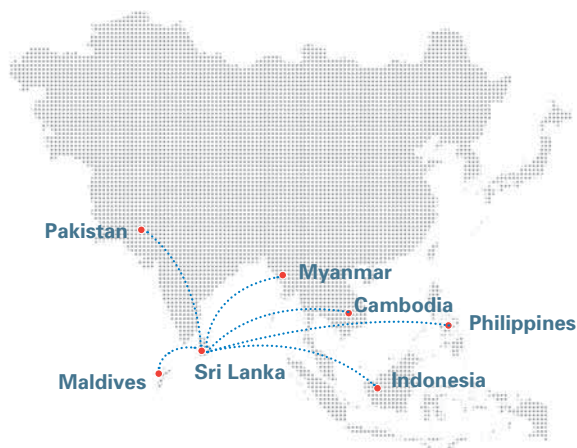 Pakistan
Myanmar
Cambodia
Philippines
Sri Lanka
Maldives
Indonesia